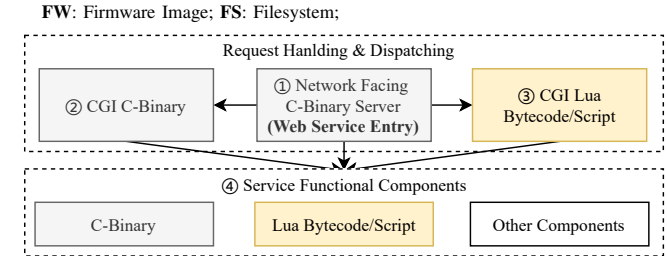 FW: Firmware Image; FS: Filesystem;
Request Hanlding & Dispatching
② CGI C-Binary
① Network Facing
C-Binary Server
(Web Service Entry)
③ CGI Lua
Bytecode/Script
④ Service Functional Components
C-Binary
Lua Bytecode/Script
Other Components